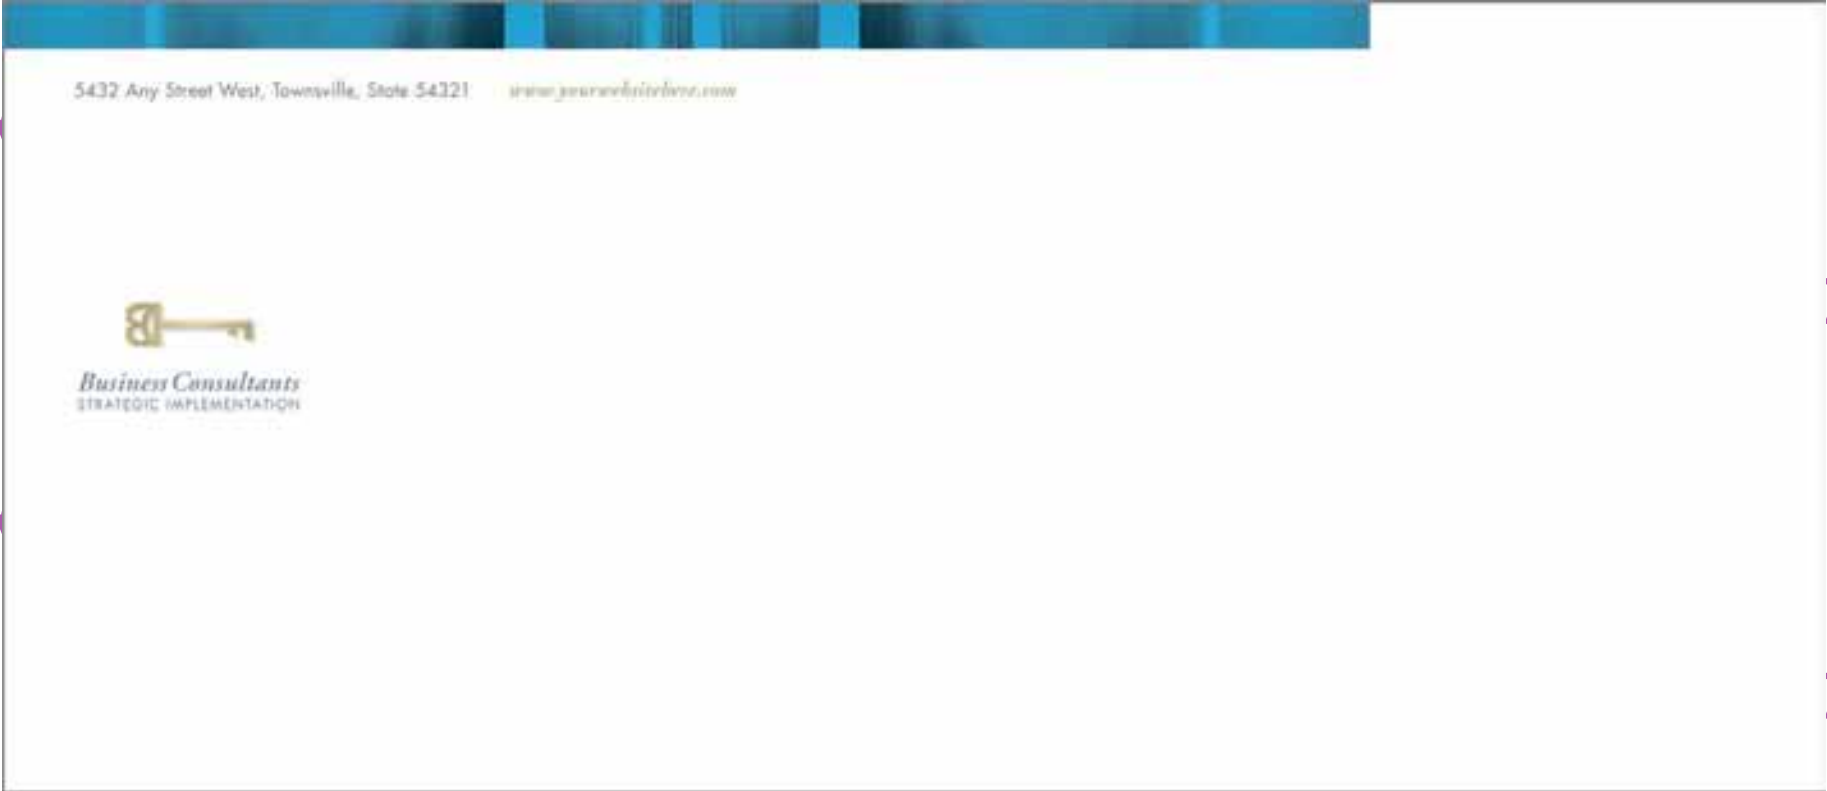 5432 Any Street West, Townsville, State 54321 www.yourwebsitehere.com
Business Consultants
STRATEGIC IMPLEMENTATION